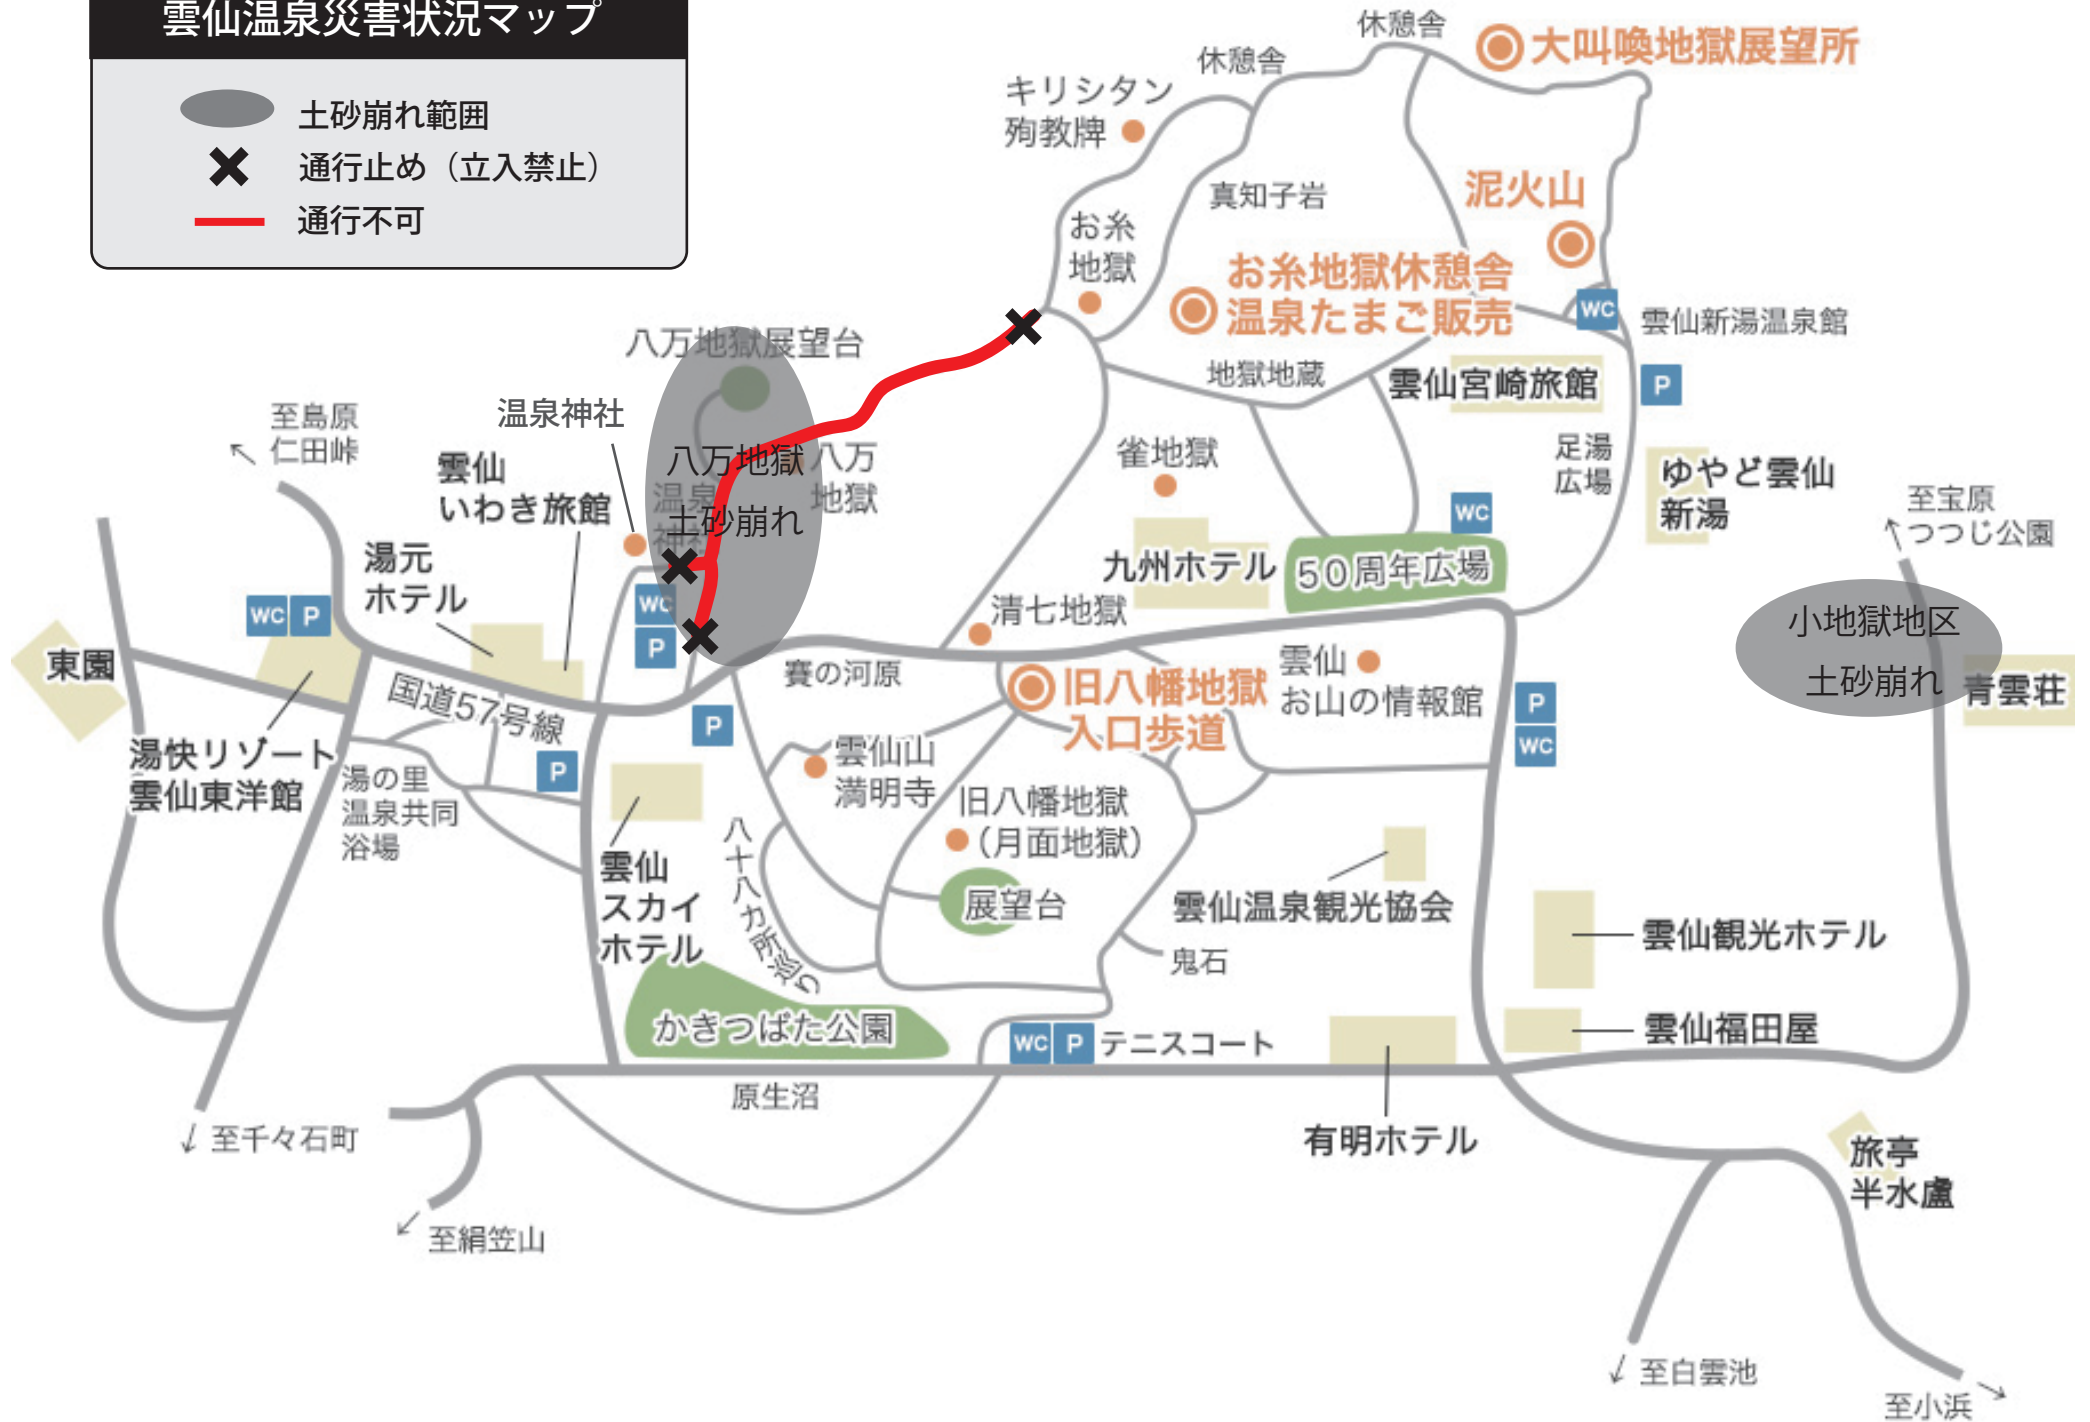 雲仙温泉災害状況マップ
土砂崩れ範囲
通行止め（立入禁止）
通行不可
休憩舎
大叫喚地獄展望所
休憩舎
キリシタン
殉教碑
真知子岩
泥火山
お糸
地獄
お糸地獄休憩舎
温泉たまご販売
WC
雲仙新湯温泉館
八万地獄展望台
地獄地蔵
雲仙宮崎旅館
P
至島原
仁田峠
温泉神社
雲仙
いわき旅館
八万地獄
土砂崩れ
八万
地獄
温泉
神社
雀地獄
足湯
広場
ゆやど雲仙
新湯
WC
至宝原
つつじ公園
湯元
ホテル
九州ホテル
50周年広場
WC
P
WC
P
清七地獄
小地獄地区
土砂崩れ
東園
青雲荘
国道57号線
賽の河原
旧八幡地獄
入口歩道
雲仙
お山の情報館
P
WC
P
湯快リゾート
雲仙東洋館
湯の里
温泉共同
浴場
P
雲仙山
満明寺
旧八幡地獄
（月面地獄）
八十八カ所巡り
雲仙
スカイ
ホテル
展望台
雲仙温泉観光協会
鬼石
雲仙観光ホテル
かきつばた公園
WC
P
テニスコート
雲仙福田屋
原生沼
有明ホテル
至千々石町
旅亭
半水盧
至絹笠山
至白雲池
至小浜